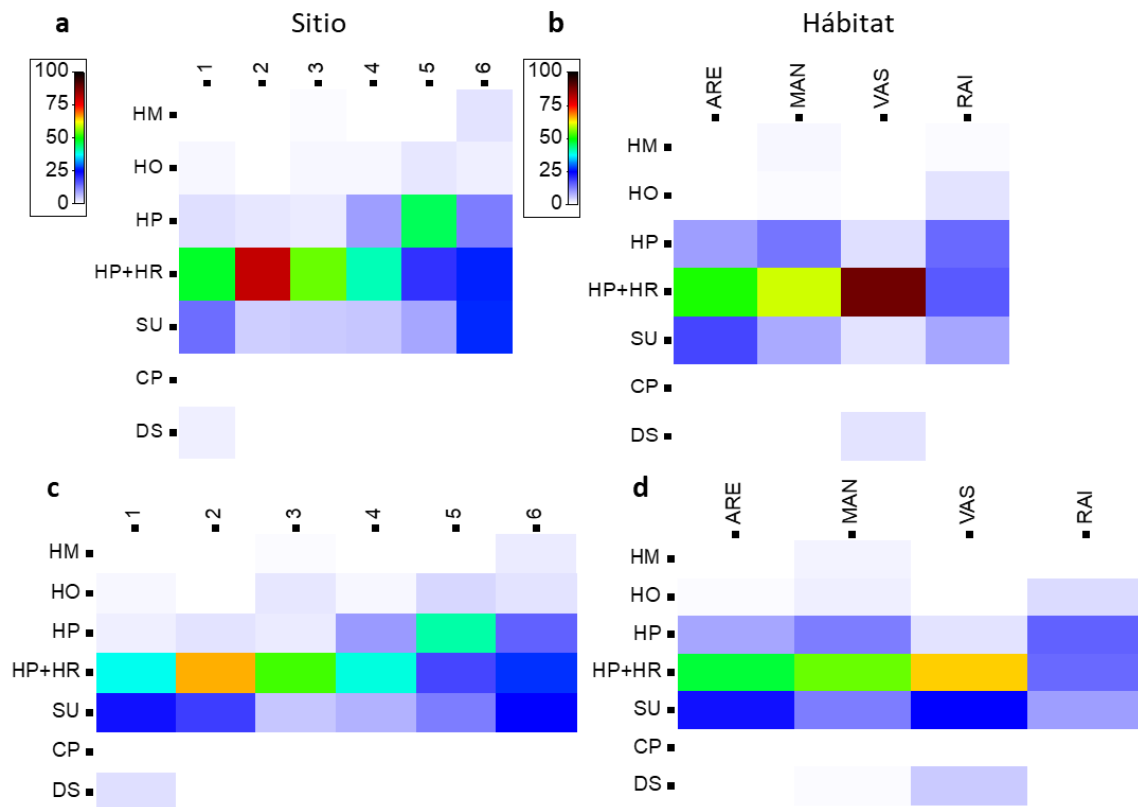 a Sitio b Hábitat
100
75
50
25
0
1 2 3 4 5 6
HM
HO
HP
HP+HR
SU
CP
DS
100
75
50
25
0
ARE MAN VAS RAI
HM
HO
HP
HP+HR
SU
CP
DS
c
1 2 3 4 5 6
HM
HO
HP
HP+HR
SU
CP
DS
d
ARE MAN VAS RAI
HM
HO
HP
HP+HR
SU
CP
DS